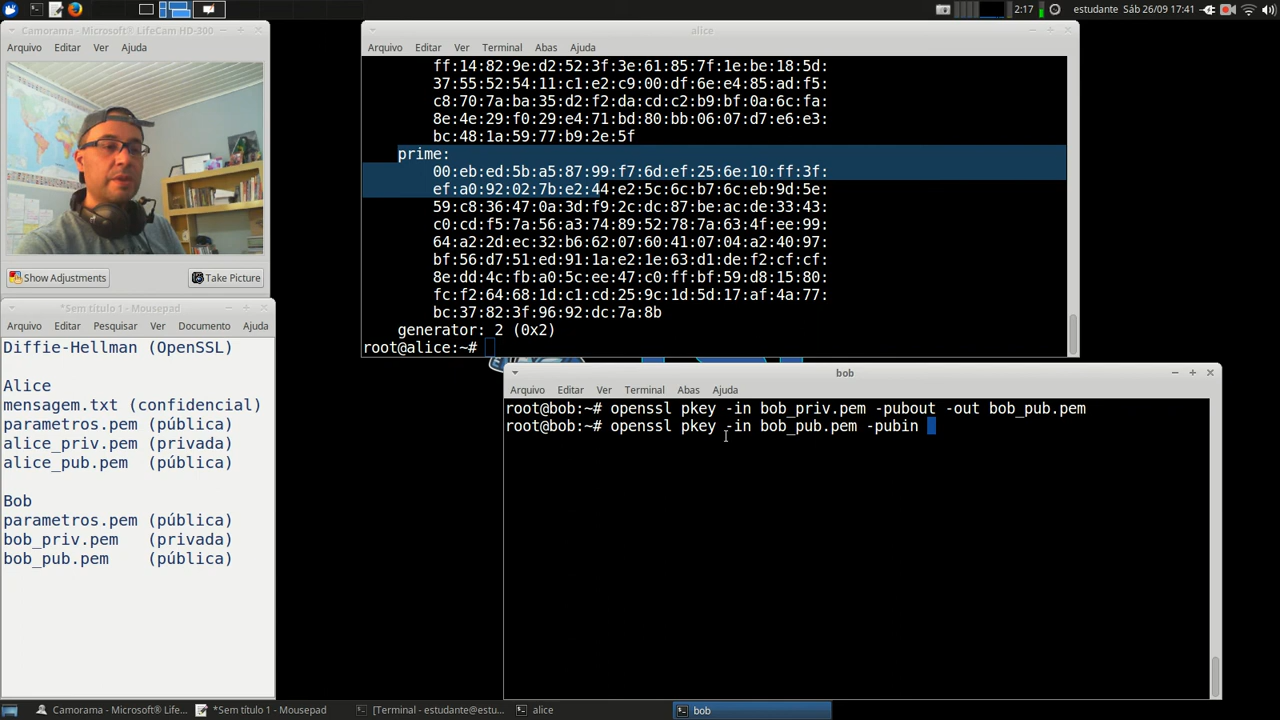 2:17
estudante
Sáb 26/09 17:41
Camorama - Microsoft® LifeCam HD-300
Arquivo Editar Ver Ajuda
Show Adjustments
Take Picture
alice
Arquivo Editar Ver Terminal Abas Ajuda
ff:14:82:9e:d2:52:3f:3e:61:85:7f:1e:be:18:5d:
37:55:52:54:11:c1:e2:c9:00:df:6e:e4:85:ad:f5:
c8:70:7a:ba:35:d2:f2:da:cd:c2:b9:bf:0a:6c:fa:
8e:4e:29:f0:29:e4:71:bd:80:bb:06:07:d7:e6:e3:
bc:48:1a:59:77:b9:2e:5f
prime:
00:eb:ed:5b:a5:87:99:f7:6d:ef:25:6e:10:ff:3f:
ef:a0:92:02:7b:e2:44:e2:5c:6c:b7:6c:eb:9d:5e:
59:c8:36:47:0a:3d:f9:2c:dc:87:be:ac:de:33:43:
c0:cd:f5:7a:56:a3:74:89:52:78:7a:63:4f:ee:99:
64:a2:2d:ec:32:b6:62:07:60:41:07:04:a2:40:97:
bf:56:d7:51:ed:91:1a:e2:1e:63:d1:de:f2:cf:cf:
8e:dd:4c:fb:a0:5c:ee:47:c0:ff:bf:59:d8:15:80:
fc:f2:64:68:1d:c1:cd:25:9c:1d:5d:17:af:4a:77:
bc:37:82:3f:96:92:dc:7a:8b
generator: 2 (0x2)
root@alice:~#
*Sem título 1 - Mousepad
Arquivo Editar Pesquisar Ver Documento Ajuda
Diffie-Hellman (OpenSSL)
Alice
mensagem.txt (confidencial)
parametros.pem (pública)
alice_priv.pem (privada)
alice_pub.pem (pública)
Bob
parametros.pem (pública)
bob_priv.pem (privada)
bob_pub.pem (pública)
bob
Arquivo Editar Ver Terminal Abas Ajuda
root@bob:~# openssl pkey -in bob_priv.pem -pubout -out bob_pub.pem
root@bob:~# openssl pkey -in bob_pub.pem -pubin
Camorama - Microsoft® LifeC...
*Sem título 1 - Mousepad
[Terminal - estudante@estu...
alice
bob